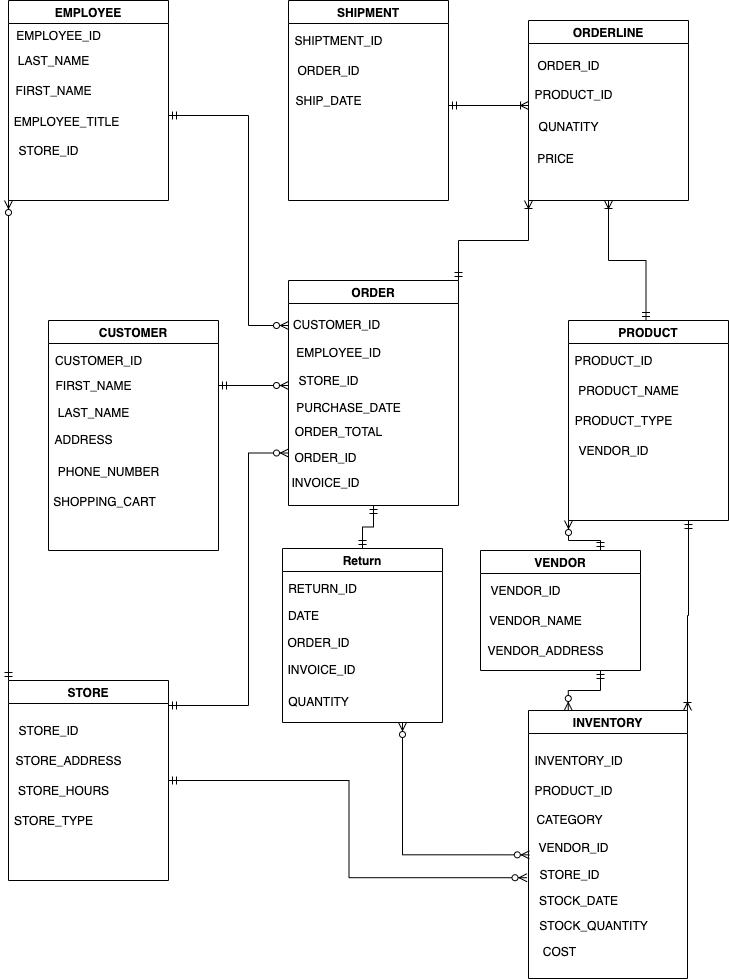 EMPLOYEE
EMPLOYEE_ID
LAST_NAME
FIRST_NAME
EMPLOYEE_TITLE
STORE_ID
SHIPMENT
SHIPTMENT_ID
ORDER_ID
SHIP_DATE
ORDERLINE
ORDER_ID
PRODUCT_ID
QUNATITY
PRICE
ORDER
CUSTOMER_ID
EMPLOYEE_ID
STORE_ID
PURCHASE_DATE
ORDER_TOTAL
ORDER_ID
INVOICE_ID
CUSTOMER
CUSTOMER_ID
FIRST_NAME
LAST_NAME
ADDRESS
PHONE_NUMBER
SHOPPING_CART
PRODUCT
PRODUCT_ID
PRODUCT_NAME
PRODUCT_TYPE
VENDOR_ID
Return
RETURN_ID
DATE
ORDER_ID
INVOICE_ID
QUANTITY
VENDOR
VENDOR_ID
VENDOR_NAME
VENDOR_ADDRESS
STORE
STORE_ID
STORE_ADDRESS
STORE_HOURS
STORE_TYPE
INVENTORY
INVENTORY_ID
PRODUCT_ID
CATEGORY
VENDOR_ID
STORE_ID
STOCK_DATE
STOCK_QUANTITY
COST